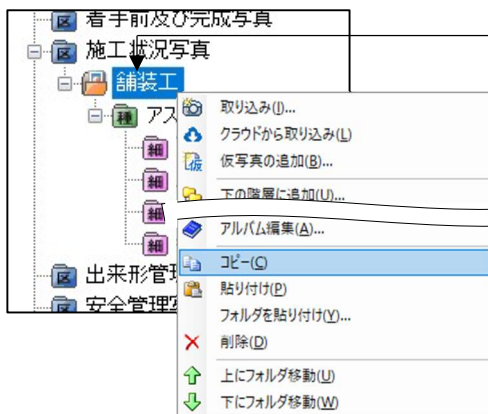 着手前及び完成写真
施工状況写真
舗装工
アス
取り込み(I)...
クラウドから取り込み(L)
仮写真の追加(B)...
下の階層に追加(U)...
アルバム編集(A)...
コピー(C)
貼り付け(P)
フォルダを貼り付け(Y)...
削除(D)
上にフォルダ移動(U)
下にフォルダ移動(W)
出来形管理
安全管理写
区
区
種
細
細
細
細
区
区
仮